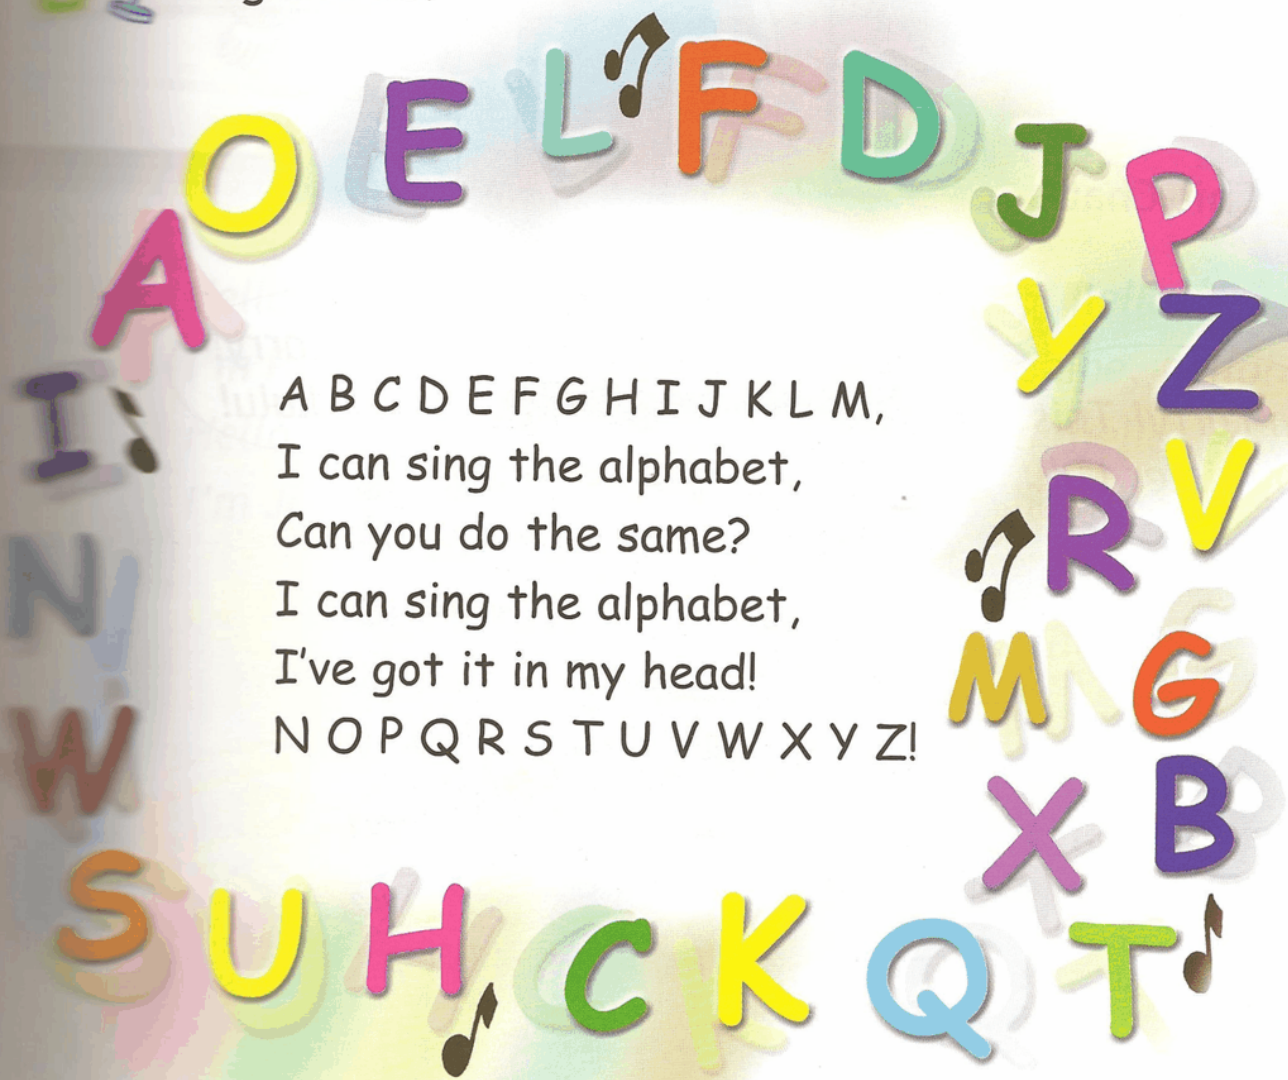 O E L F D J P
A Y Z
I R V
N M G
W X B
S U H C K Q T
A B C D E F G H I J K L M,
I can sing the alphabet,
Can you do the same?
I can sing the alphabet,
I've got it in my head!
N O P Q R S T U V W X Y Z!